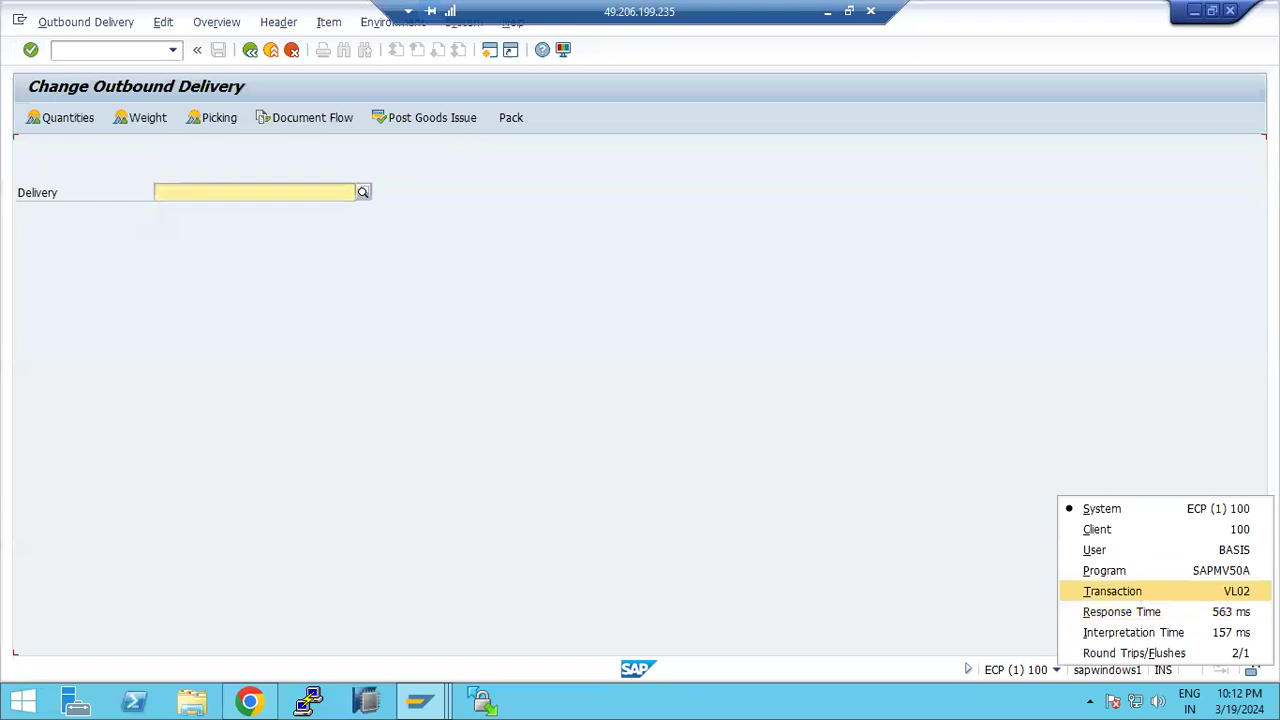 49.206.199.235
Outbound Delivery Edit Overview Header Item Environment System Help
Change Outbound Delivery
Quantities Weight Picking Document Flow Post Goods Issue Pack
Delivery
System ECP (1) 100
Client 100
User BASIS
Program SAPMV50A
Transaction VL02
Response Time 563 ms
Interpretation Time 157 ms
Round Trips/Flushes 2/1
SAP
ECP (1) 100 sapwindows1 INS
ENG 10:12 PM
IN 3/19/2024